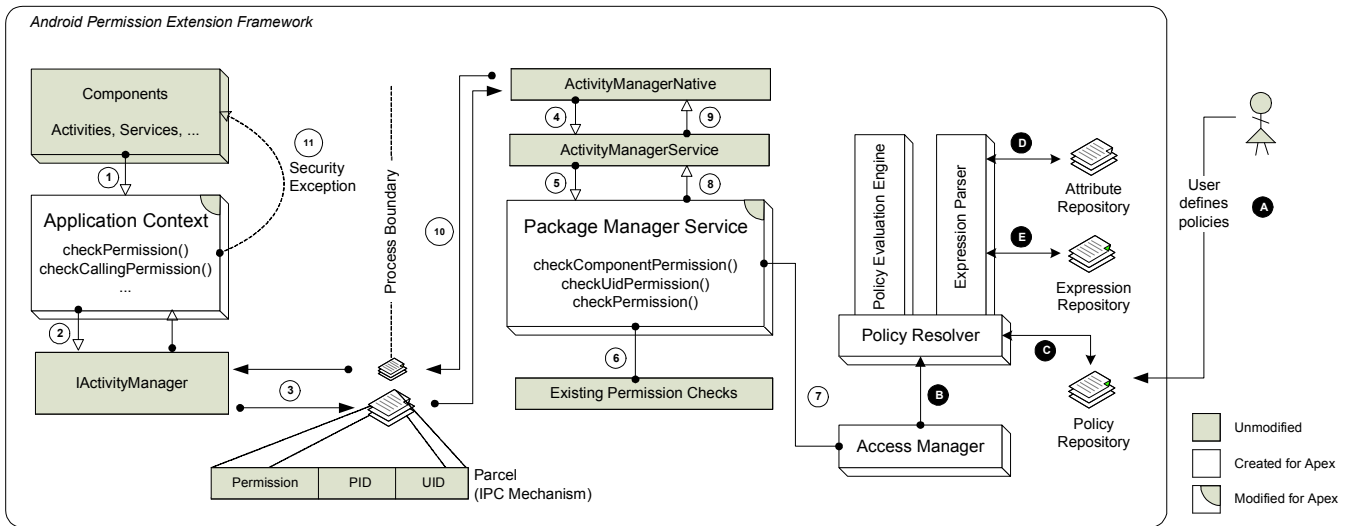 Android Permission Extension Framework
Components
Activities, Services, ...
1
11
Security
Exception
Application Context
checkPermission()
checkCallingPermission()
...
2
IActivityManager
3
Process Boundary
10
Permission
PID
UID
Parcel
(IPC Mechanism)
ActivityManagerNative
4
9
ActivityManagerService
5
8
Package Manager Service
checkComponentPermission()
checkUidPermission()
checkPermission()
6
Existing Permission Checks
7
Policy Evaluation Engine
Expression Parser
Policy Resolver
B
Access Manager
D
Attribute
Repository
E
Expression
Repository
C
Policy
Repository
User
defines
policies
A
Unmodified
Created for Apex
Modified for Apex